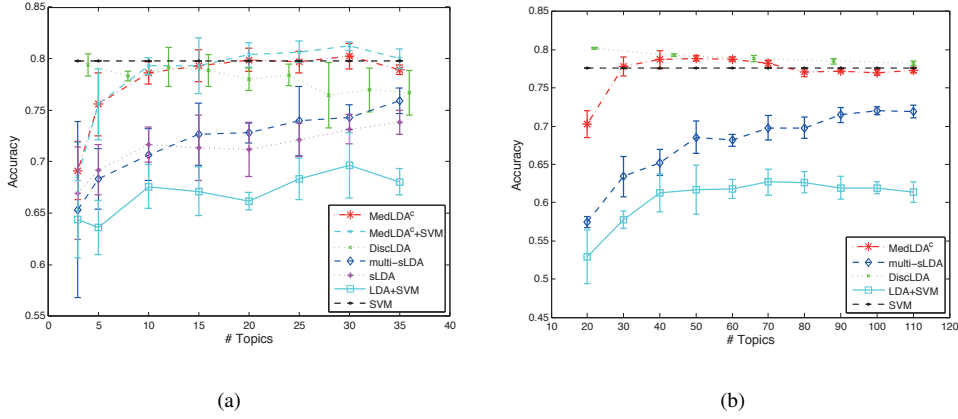 0.85
0.8
0.75
0.7
0.65
0.6
0.55
Accuracy
0 5 10 15 20 25 30 35 40
# Topics
MedLDAᶜ
MedLDAᶜ+SVM
DiscLDA
multi−sLDA
sLDA
LDA+SVM
SVM
(a)
0.85
0.8
0.75
0.7
0.65
0.6
0.55
0.5
0.45
Accuracy
10 20 30 40 50 60 70 80 90 100 110 120
# Topics
MedLDAᶜ
multi−sLDA
DiscLDA
LDA+SVM
SVM
(b)